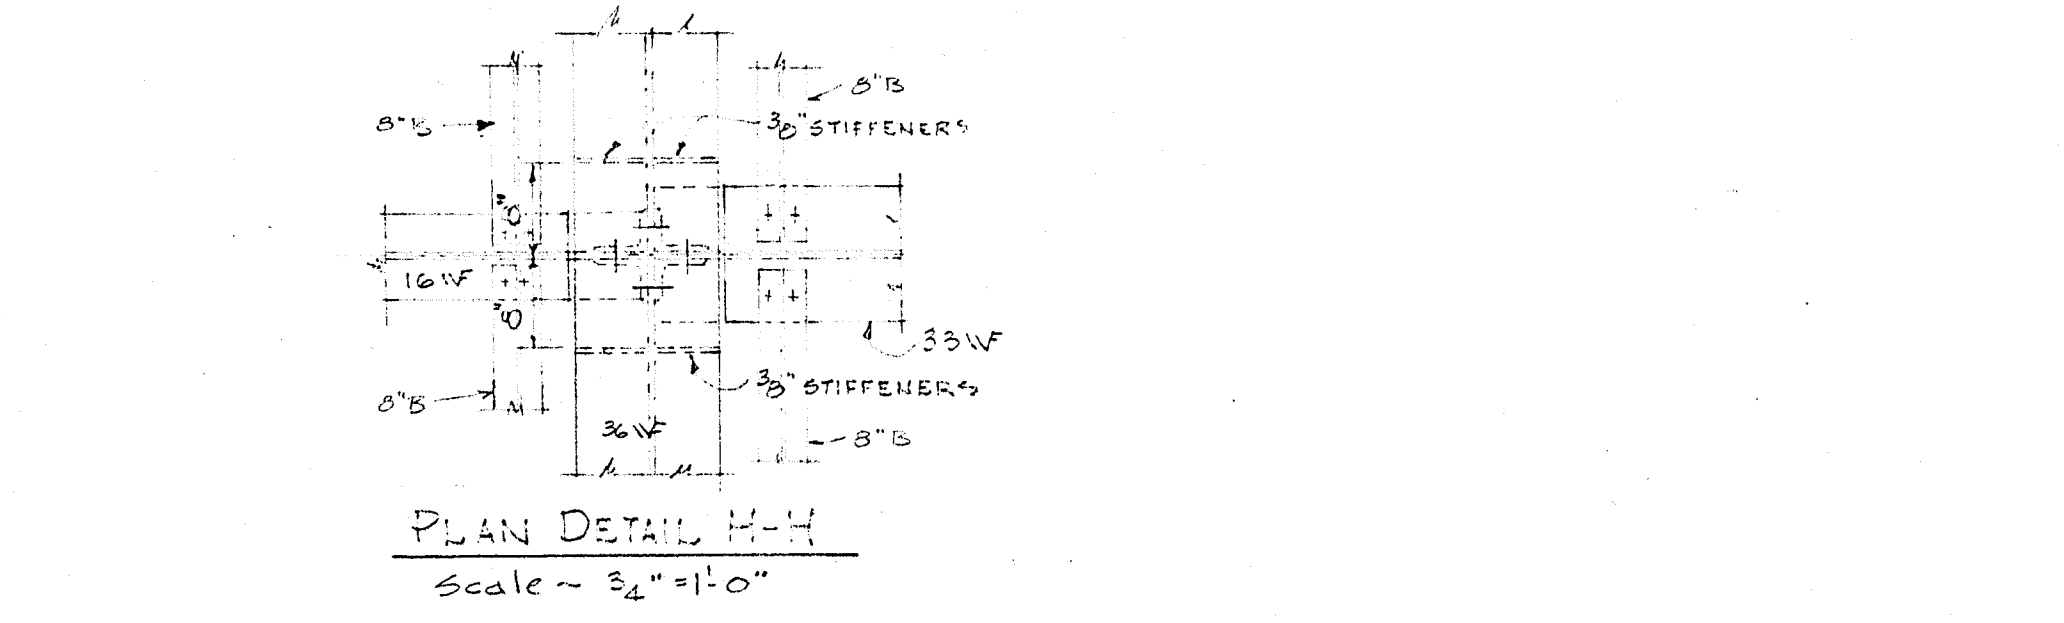 8"B
8"B
3/8" STIFFENERS
16 WF
33 WF
3/8" STIFFENERS
8"B
36 WF
8"B
PLAN DETAIL H-H
Scale ~ 3/4" = 1'-0"